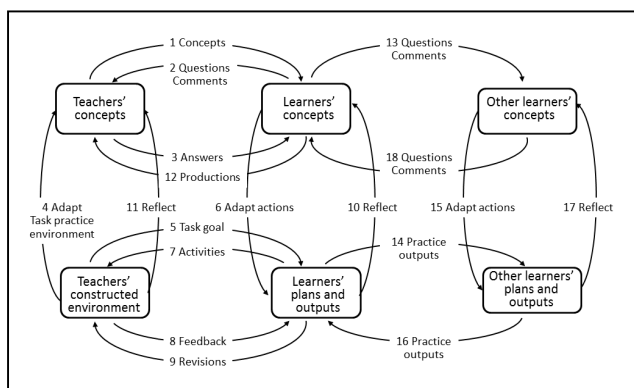 1 Concepts
13 Questions
Comments
2 Questions
Comments
Teachers'
concepts
Learners'
concepts
Other learners'
concepts
3 Answers
18 Questions
Comments
12 Productions
4 Adapt
Task practice
environment
11 Reflect
5 Task goal
6 Adapt actions
10 Reflect
15 Adapt actions
17 Reflect
7 Activities
14 Practice
outputs
Teachers'
constructed
environment
Learners'
plans and
outputs
Other learners'
plans and
outputs
8 Feedback
16 Practice
outputs
9 Revisions